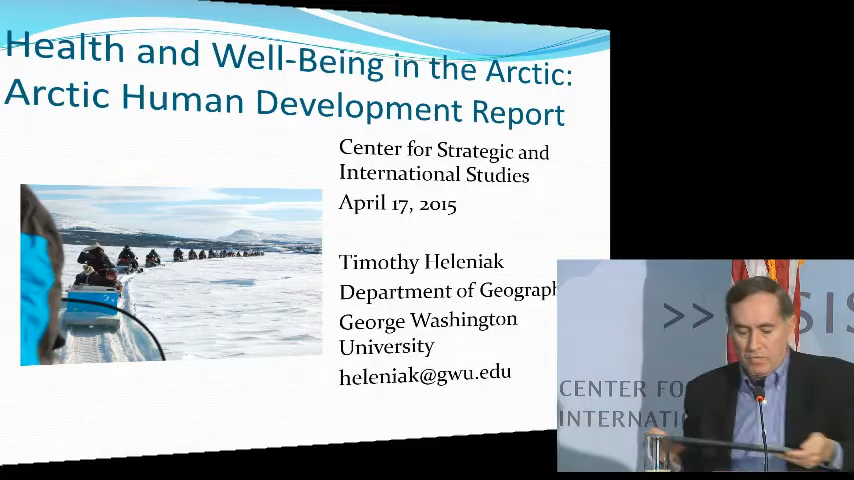 Health and Well-Being in the Arctic:
Arctic Human Development Report
Center for Strategic and
International Studies
April 17, 2015
Timothy Heleniak
Department of Geograph
George Washington
University
heleniak@gwu.edu
>> SIS
CENTER FO
INTERNATI